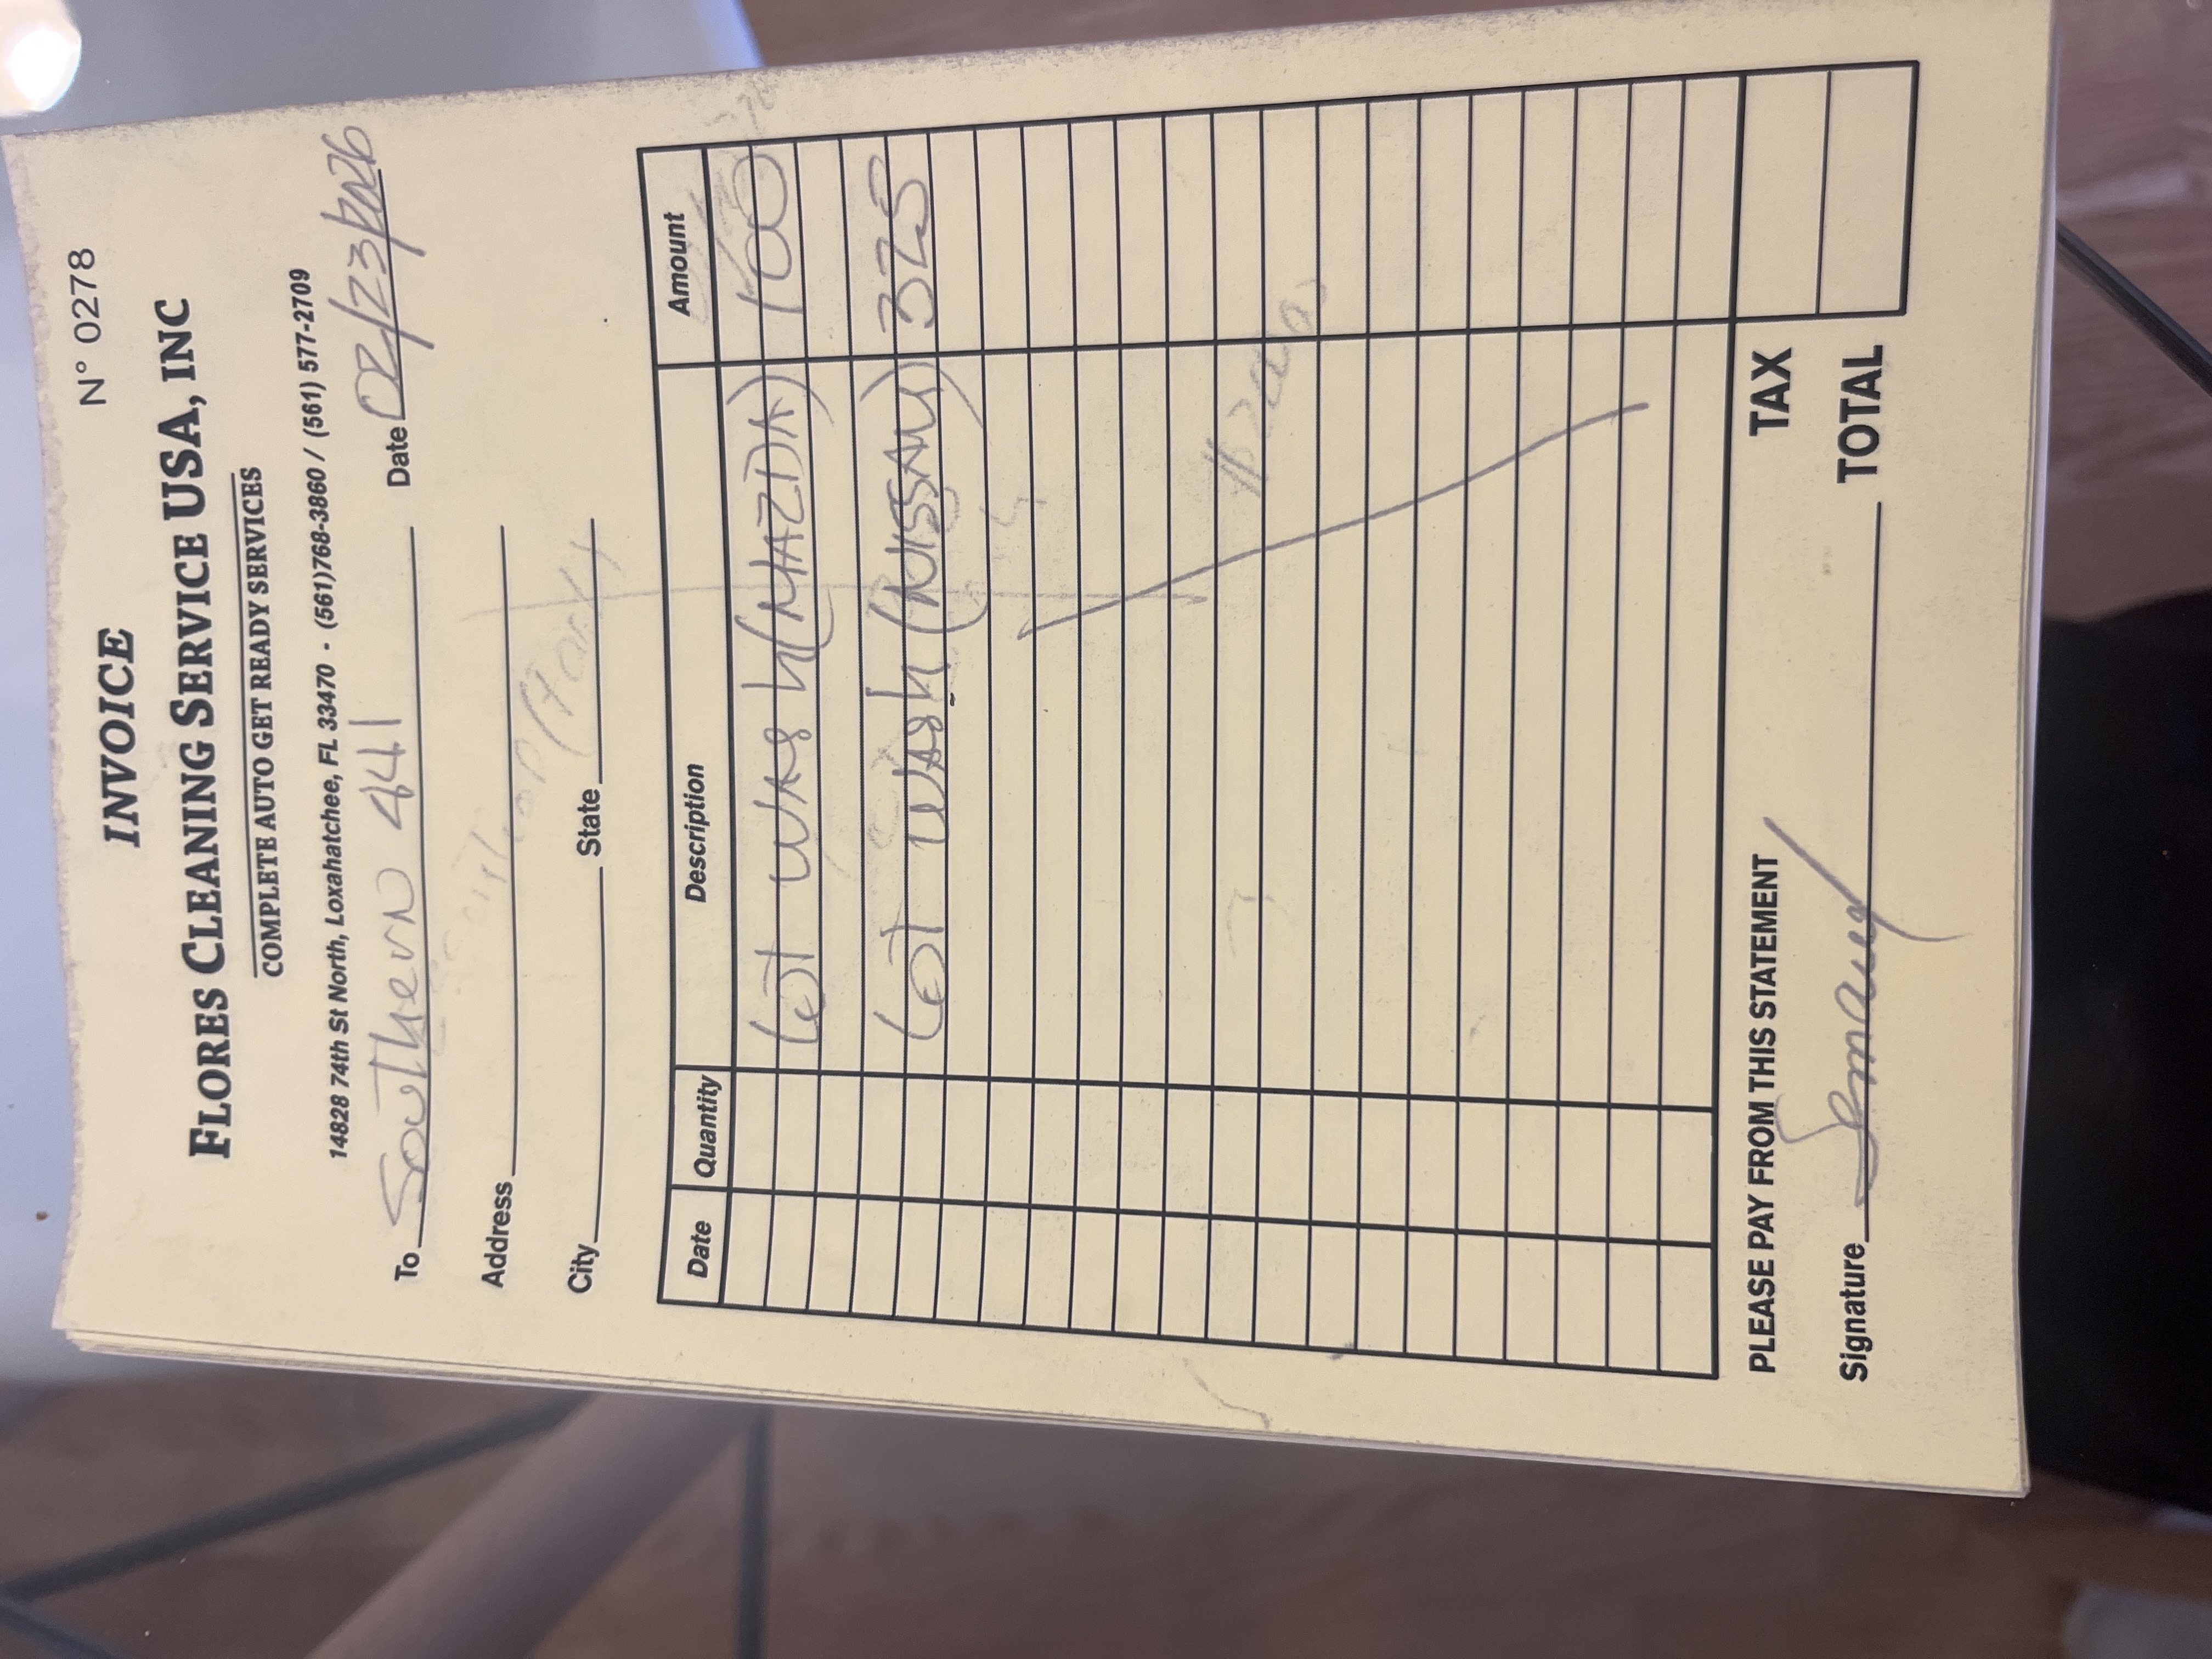 N° 0278
INVOICE
FLORES CLEANING SERVICE USA, INC
COMPLETE AUTO GET READY SERVICES
14828 74th St North, Loxahatchee, FL 33470 - (561)768-3860 / (561) 577-2709
To Southern 441 Date 02/23/2026
Address
City State
Date Quantity Description Amount
Lot wash (MAZDA) 100
Lot wash (NISSAN) 325
PLEASE PAY FROM THIS STATEMENT TAX
Signature TOTAL